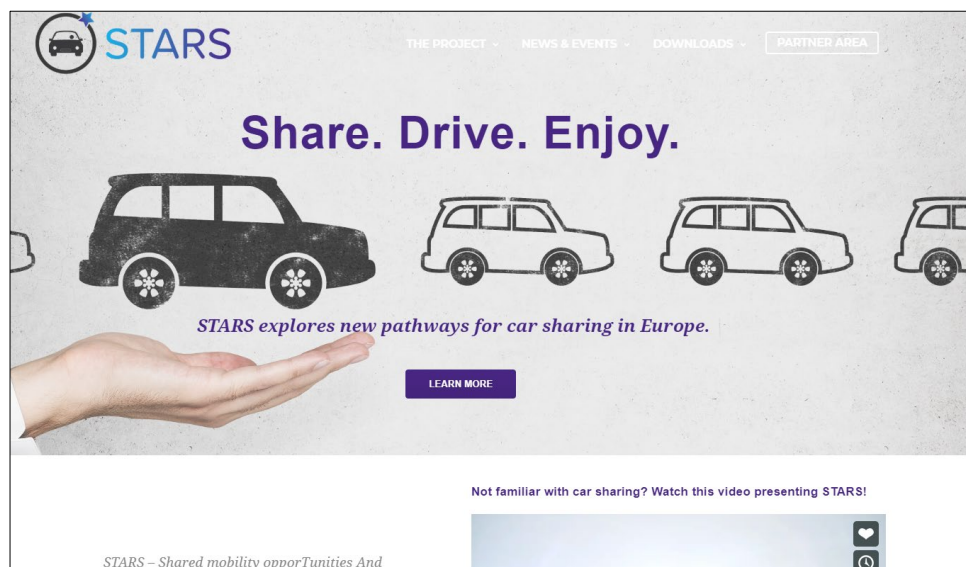 STARS
THE PROJECT NEWS & EVENTS DOWNLOADS PARTNER AREA
Share. Drive. Enjoy.
STARS explores new pathways for car sharing in Europe.
LEARN MORE
Not familiar with car sharing? Watch this video presenting STARS!
STARS – Shared mobility opporTunities And